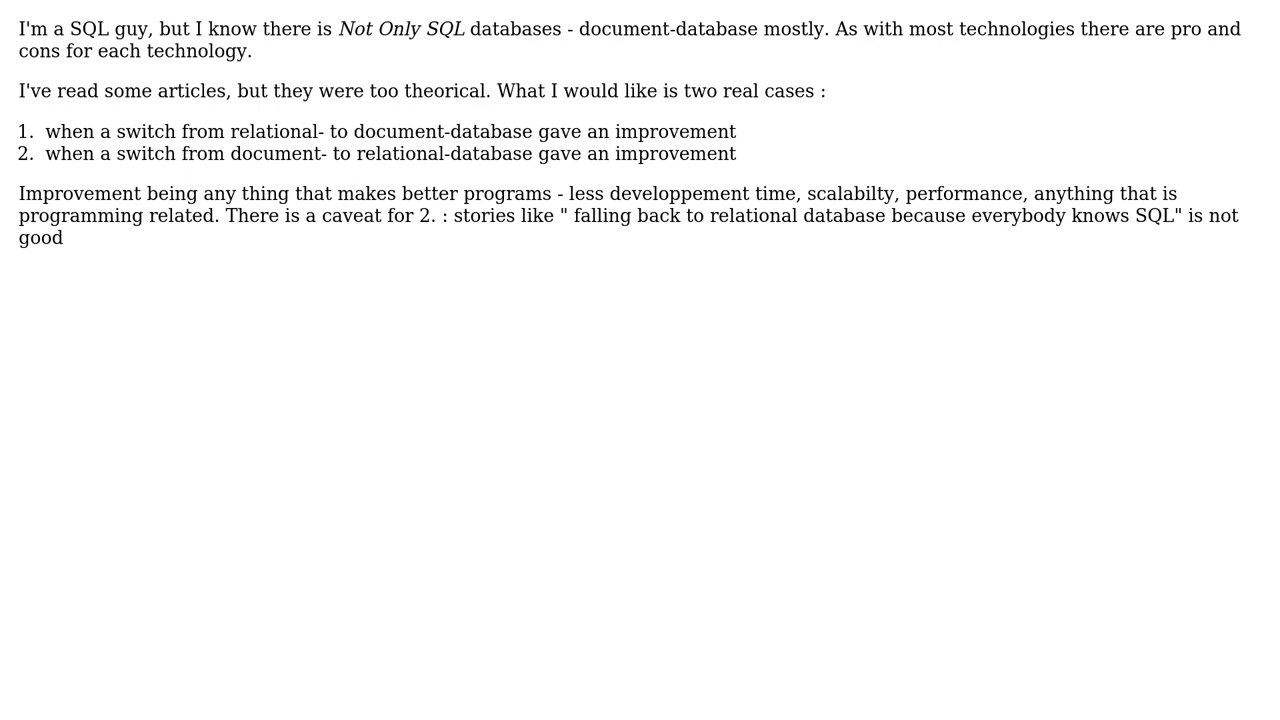 I'm a SQL guy, but I know there is Not Only SQL databases - document-database mostly. As with most technologies there are pro and
cons for each technology.
I've read some articles, but they were too theorical. What I would like is two real cases :
1. when a switch from relational- to document-database gave an improvement
2. when a switch from document- to relational-database gave an improvement
Improvement being any thing that makes better programs - less developpement time, scalabilty, performance, anything that is
programming related. There is a caveat for 2. : stories like " falling back to relational database because everybody knows SQL" is not
good